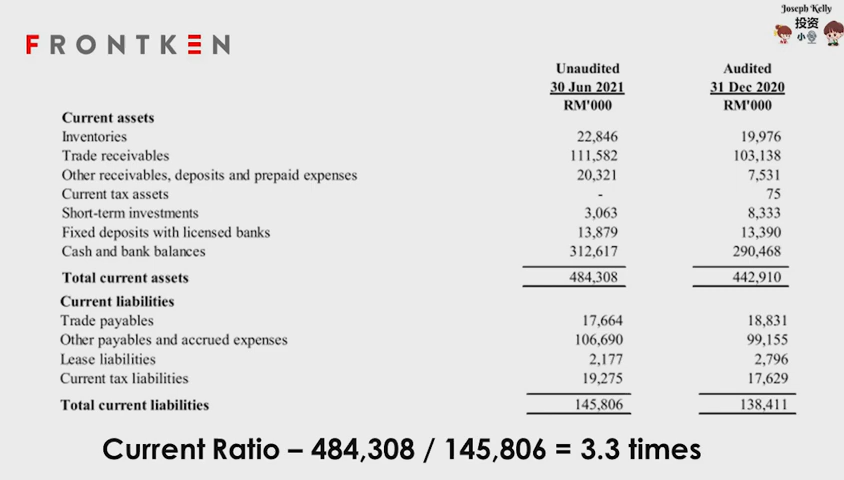 Joseph Kelly
投资
小
FRONTKEN
Unaudited Audited
30 Jun 2021 31 Dec 2020
RM'000 RM'000
Current assets
Inventories 22,846 19,976
Trade receivables 111,582 103,138
Other receivables, deposits and prepaid expenses 20,321 7,531
Current tax assets - 75
Short-term investments 3,063 8,333
Fixed deposits with licensed banks 13,879 13,390
Cash and bank balances 312,617 290,468
Total current assets 484,308 442,910
Current liabilities
Trade payables 17,664 18,831
Other payables and accrued expenses 106,690 99,155
Lease liabilities 2,177 2,796
Current tax liabilities 19,275 17,629
Total current liabilities 145,806 138,411
Current Ratio – 484,308 / 145,806 = 3.3 times